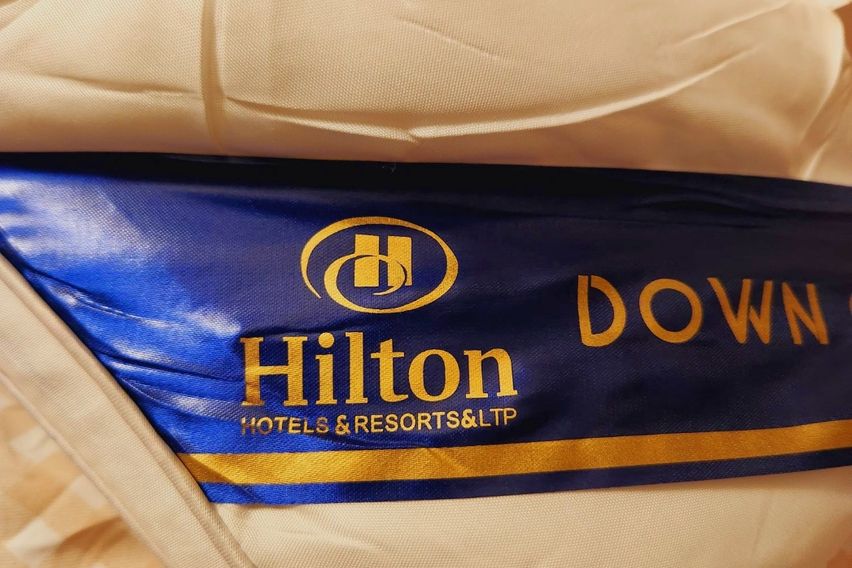 H
Hilton
HOTELS & RESORTS&LTP
DOWN